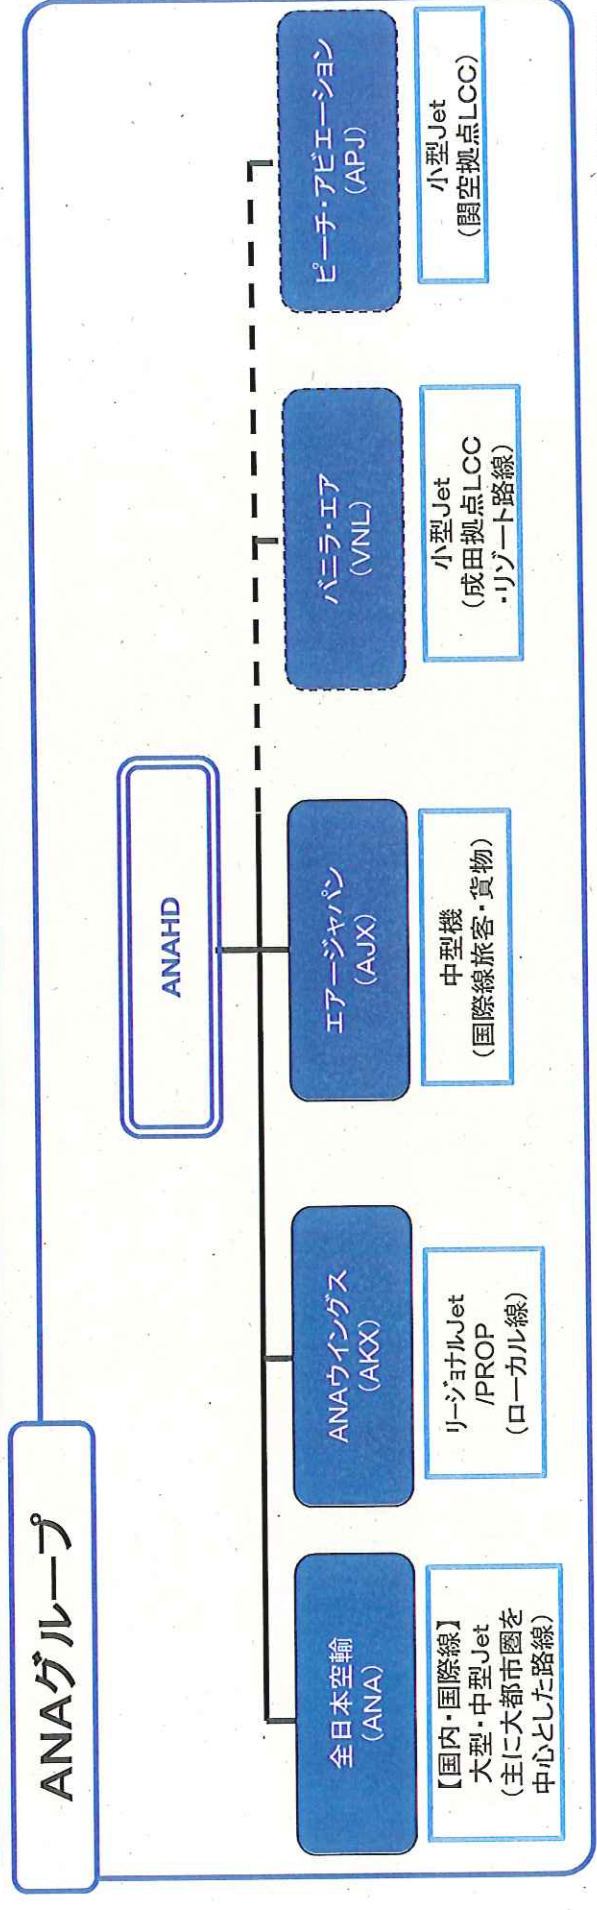 ANAグループ
ANAHD
全日本空輸
(ANA)
【国内・国際線】
大型・中型Jet
(主に大都市圏を
中心とした路線)
ANAウイングス
(AKX)
リージョナルJet
/PROP
(ローカル線)
エアージャパン
(AJX)
中型機
(国際線旅客・貨物)
バニラ・エア
(VNL)
小型Jet
(成田拠点LCC
・リゾート路線)
ピーチ・アビエーション
(APJ)
小型Jet
(関空拠点LCC)